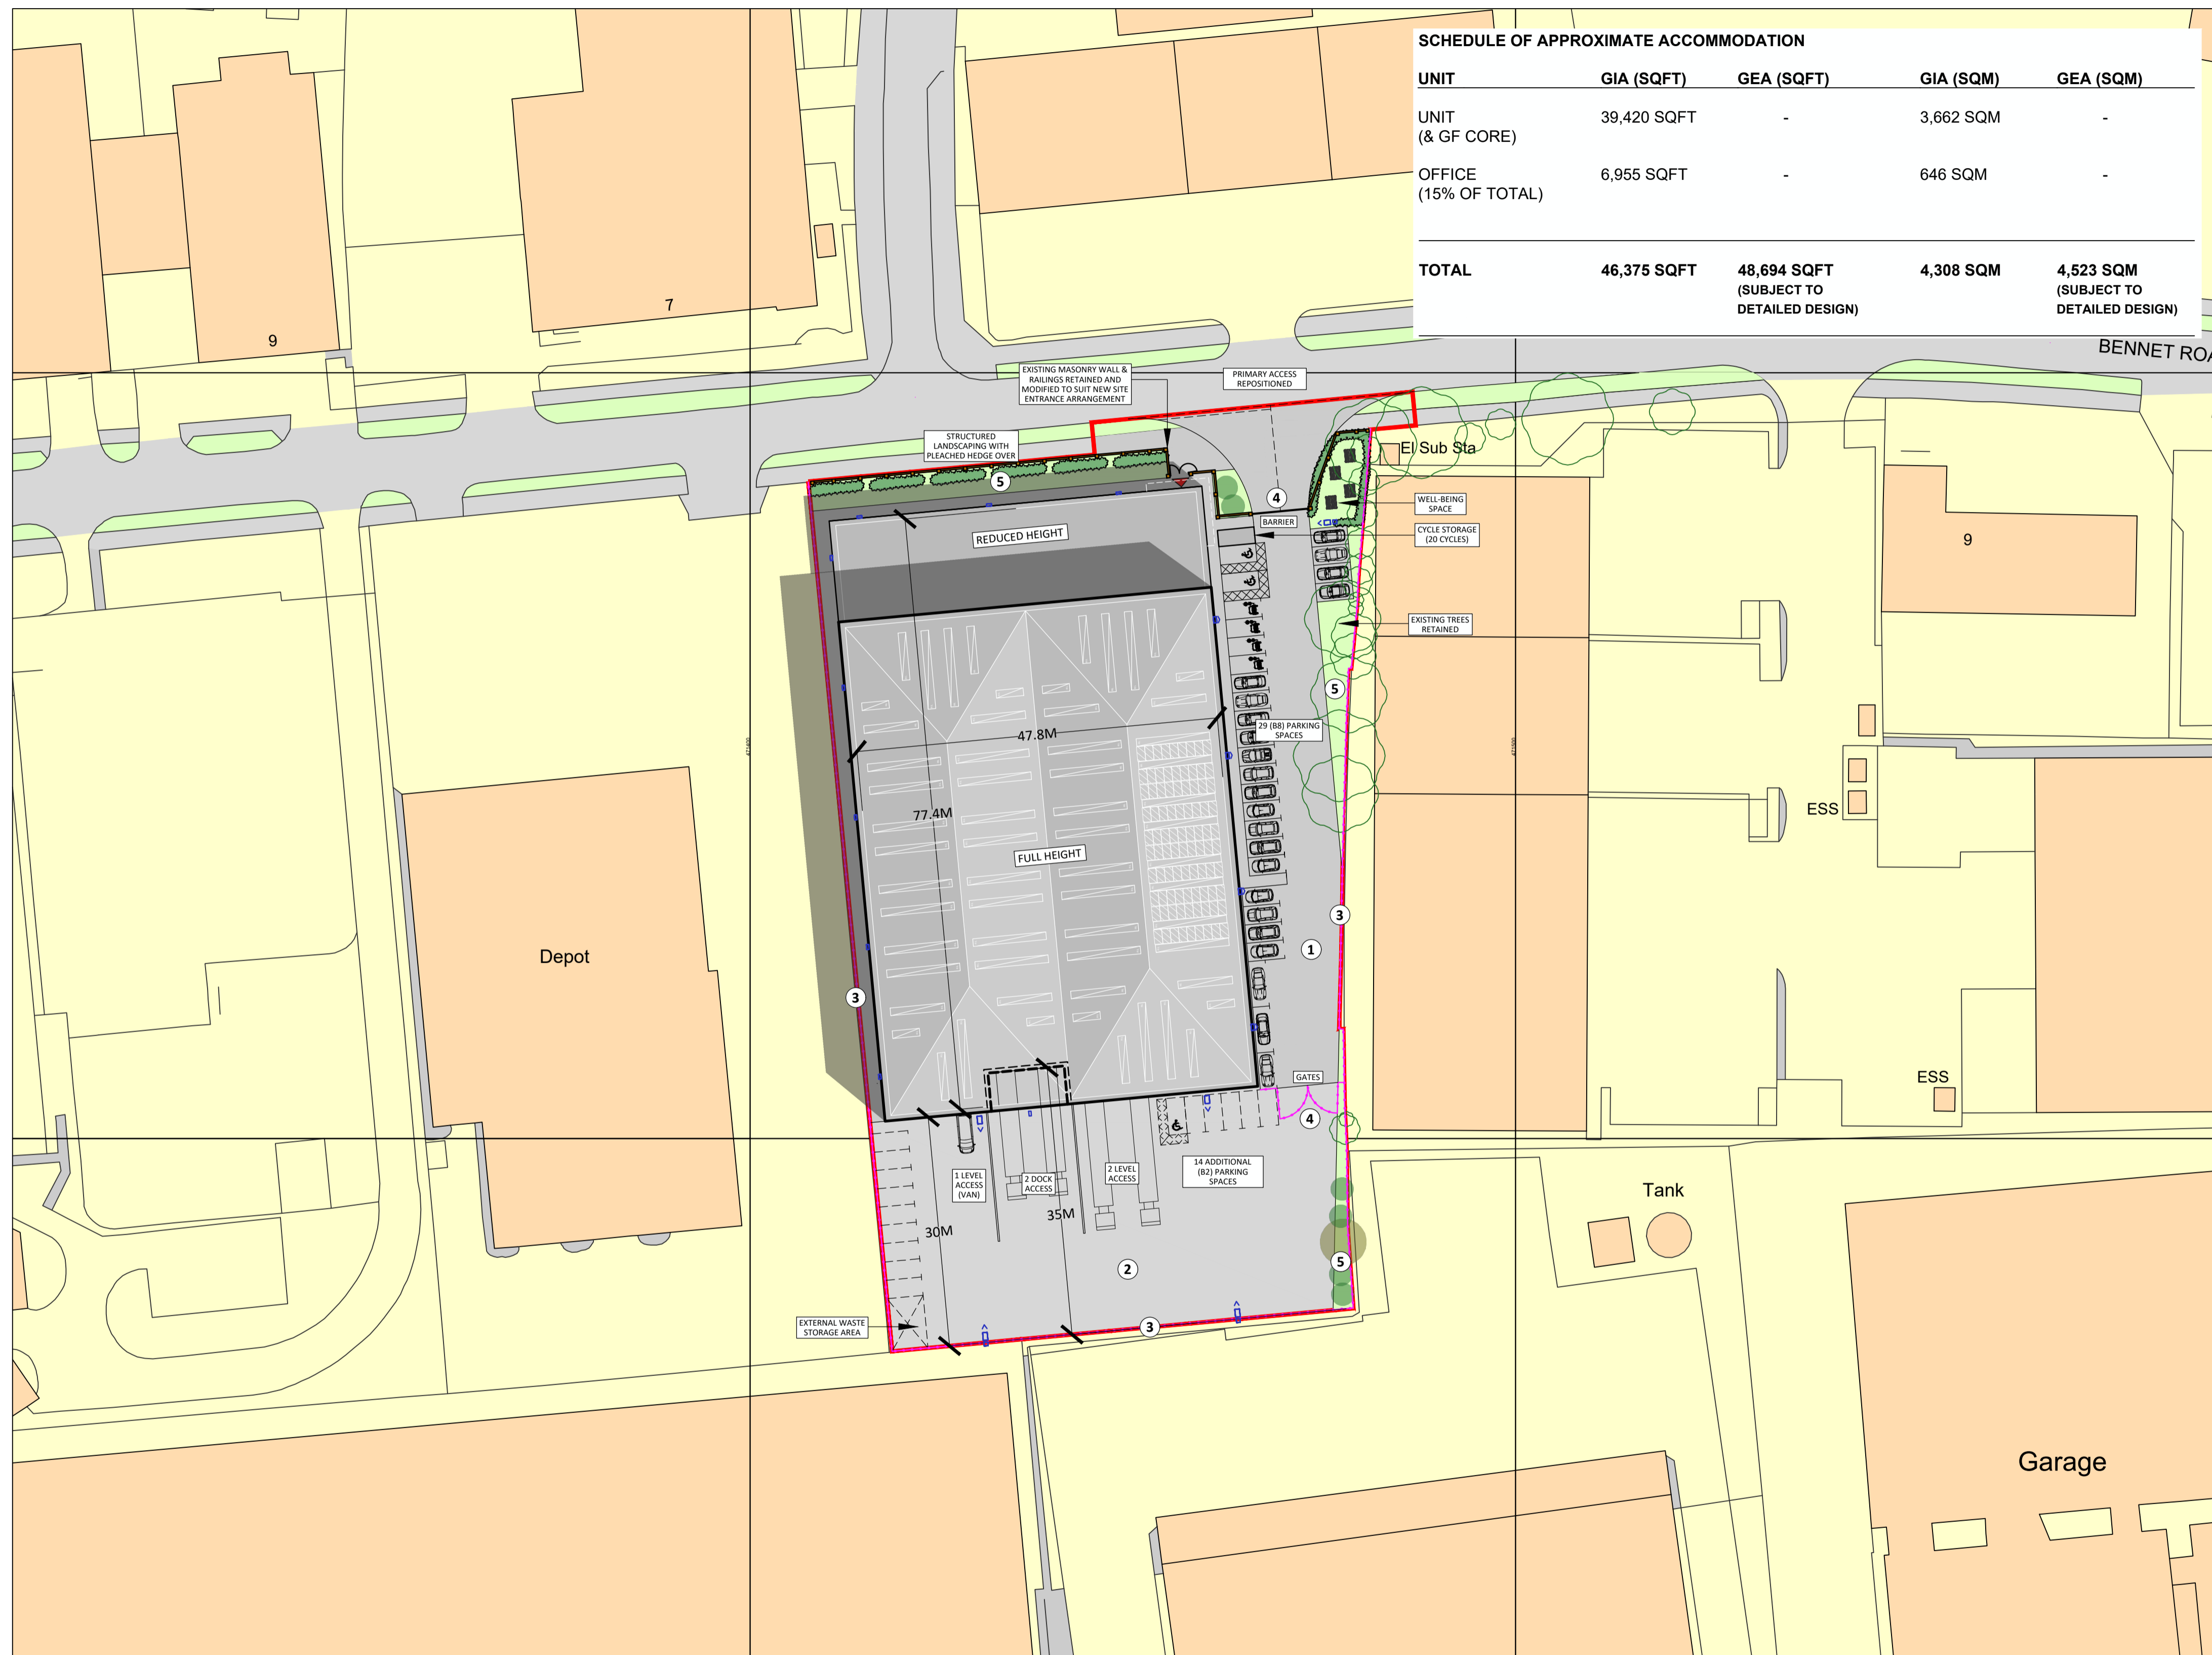 SCHEDULE OF APPROXIMATE ACCOMMODATION
UNIT GIA (SQFT) GEA (SQFT) GIA (SQM) GEA (SQM)
UNIT 39,420 SQFT - 3,662 SQM -
(& GF CORE)
OFFICE 6,955 SQFT - 646 SQM -
(15% OF TOTAL)
TOTAL 46,375 SQFT 48,694 SQFT 4,308 SQM 4,523 SQM
(SUBJECT TO (SUBJECT TO
DETAILED DESIGN) DETAILED DESIGN)
7
9
BENNET ROA
EXISTING MASONRY WALL &
RAILINGS RETAINED AND
MODIFIED TO SUIT NEW SITE
ENTRANCE ARRANGEMENT
PRIMARY ACCESS
REPOSITIONED
STRUCTURED
LANDSCAPING WITH
PLEACHED HEDGE OVER
El Sub Sta
5
4
WELL-BEING
SPACE
BARRIER
CYCLE STORAGE
(20 CYCLES)
REDUCED HEIGHT
9
EXISTING TREES
RETAINED
5
29 (B8) PARKING
SPACES
47.8M
471400
471500
77.4M
ESS
FULL HEIGHT
3
1
Depot
3
GATES
ESS
4
1 LEVEL
ACCESS
(VAN)
2 DOCK
ACCESS
2 LEVEL
ACCESS
14 ADDITIONAL
(B2) PARKING
SPACES
Tank
30M
35M
2
5
EXTERNAL WASTE
STORAGE AREA
3
Garage